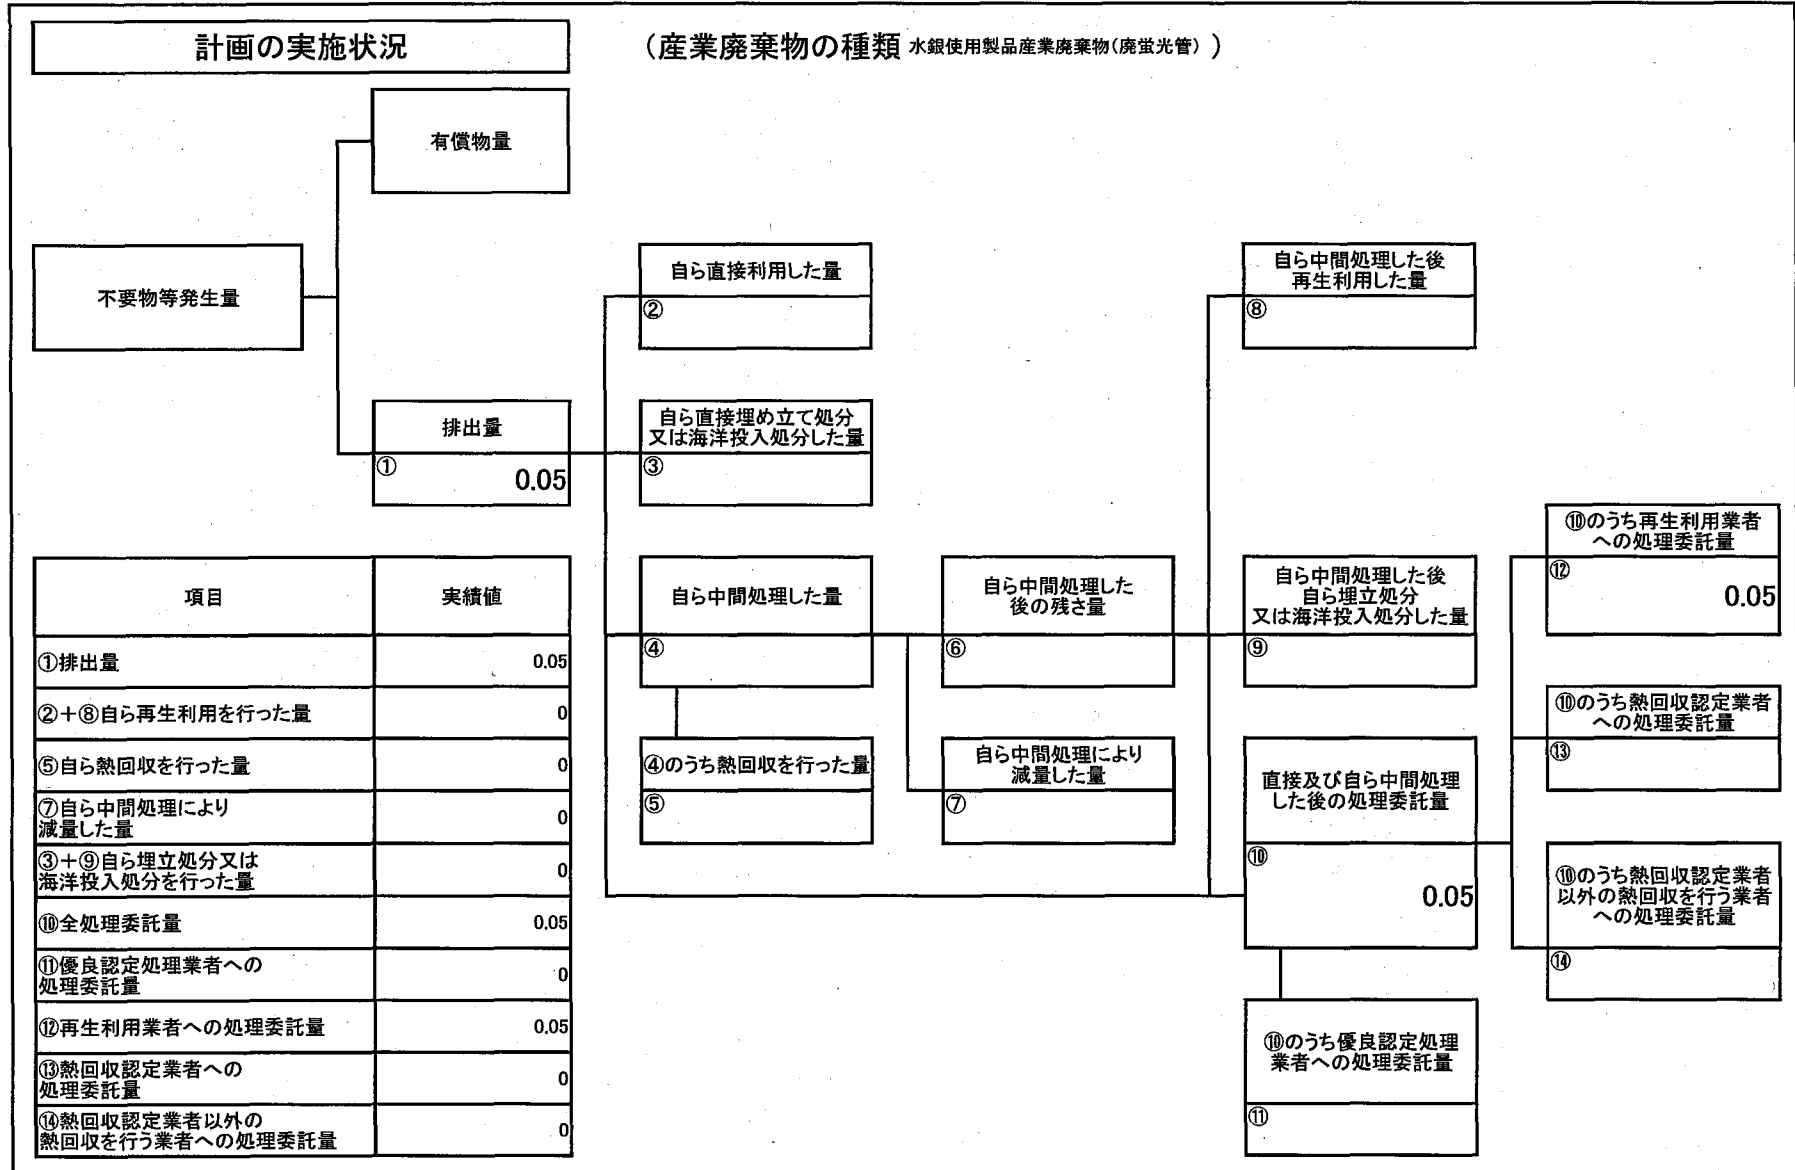 計画の実施状況
（産業廃棄物の種類 水銀使用製品産業廃棄物(廃蛍光管) ）
有償物量
不要物等発生量
自ら直接利用した量
②
自ら中間処理した後
再生利用した量
⑧
排出量
①
0.05
自ら直接埋め立て処分
又は海洋投入処分した量
③
⑩のうち再生利用業者
への処理委託量
⑫
0.05
自ら中間処理した量
④
自ら中間処理した
後の残さ量
⑥
自ら中間処理した後
自ら埋立処分
又は海洋投入処分した量
⑨
⑩のうち熱回収認定業者
への処理委託量
⑬
④のうち熱回収を行った量
⑤
自ら中間処理により
減量した量
⑦
直接及び自ら中間処理
した後の処理委託量
⑩
0.05
⑩のうち熱回収認定業者
以外の熱回収を行う業者
への処理委託量
⑭
⑩のうち優良認定処理
業者への処理委託量
⑪
項目 実績値
①排出量 0.05
②＋⑧自ら再生利用を行った量 0
⑤自ら熱回収を行った量 0
⑦自ら中間処理により
減量した量 0
③＋⑨自ら埋立処分又は
海洋投入処分を行った量 0
⑩全処理委託量 0.05
⑪優良認定処理業者への
処理委託量 0
⑫再生利用業者への処理委託量 0.05
⑬熱回収認定業者への
処理委託量 0
⑭熱回収認定業者以外の
熱回収を行う業者への処理委託量 0